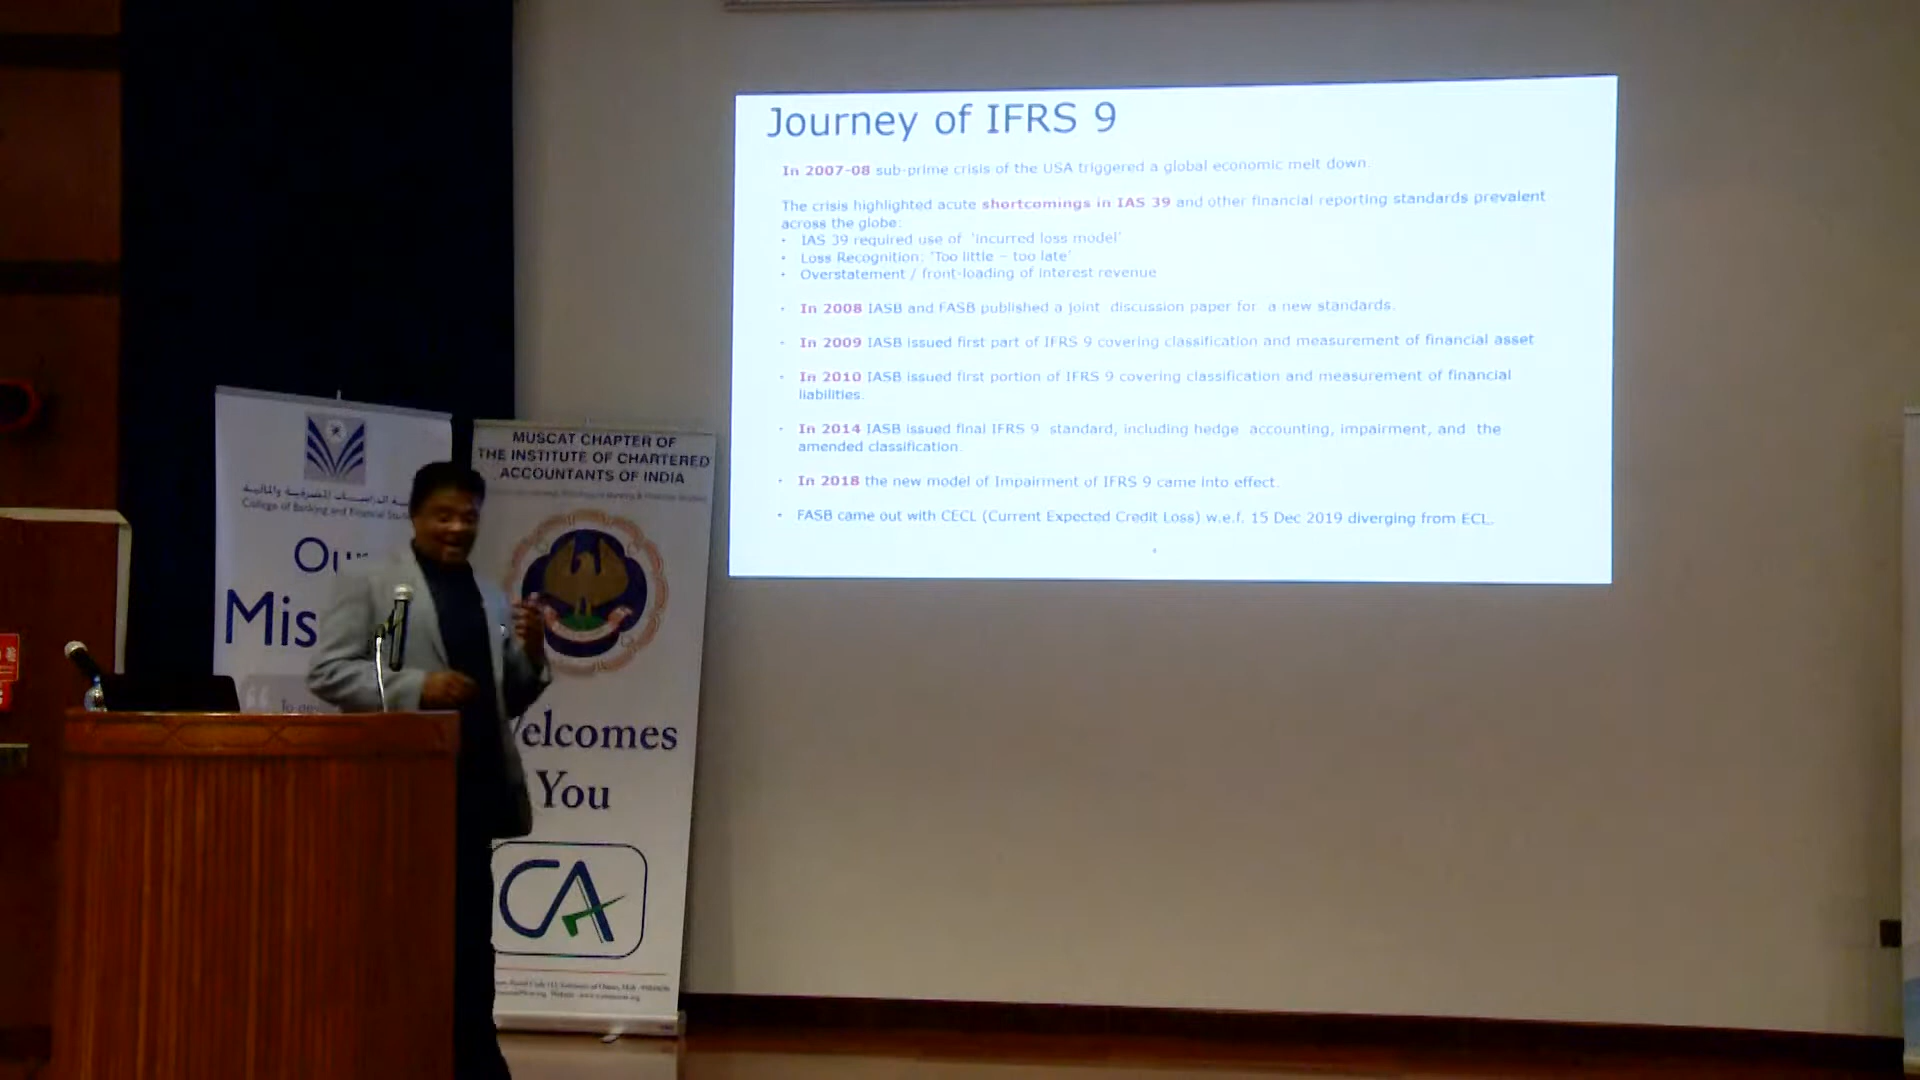 Journey of IFRS 9
In 2007-08 sub-prime crisis of the USA triggered a global economic melt down.
The crisis highlighted acute shortcomings in IAS 39 and other financial reporting standards prevalent
across the globe:
• IAS 39 required use of 'incurred loss model'
• Loss Recognition: 'Too little – too late'
• Overstatement / front-loading of interest revenue
• In 2008 IASB and FASB published a joint discussion paper for a new standards.
• In 2009 IASB issued first part of IFRS 9 covering classification and measurement of financial asset
• In 2010 IASB issued first portion of IFRS 9 covering classification and measurement of financial
liabilities.
• In 2014 IASB issued final IFRS 9 standard, including hedge accounting, impairment, and the
amended classification.
• In 2018 the new model of Impairment of IFRS 9 came into effect.
• FASB came out with CECL (Current Expected Credit Loss) w.e.f. 15 Dec 2019 diverging from ECL.
MUSCAT CHAPTER OF
THE INSTITUTE OF CHARTERED
ACCOUNTANTS OF INDIA
elcomes
You
CA
College of Banking and Financial
Mis